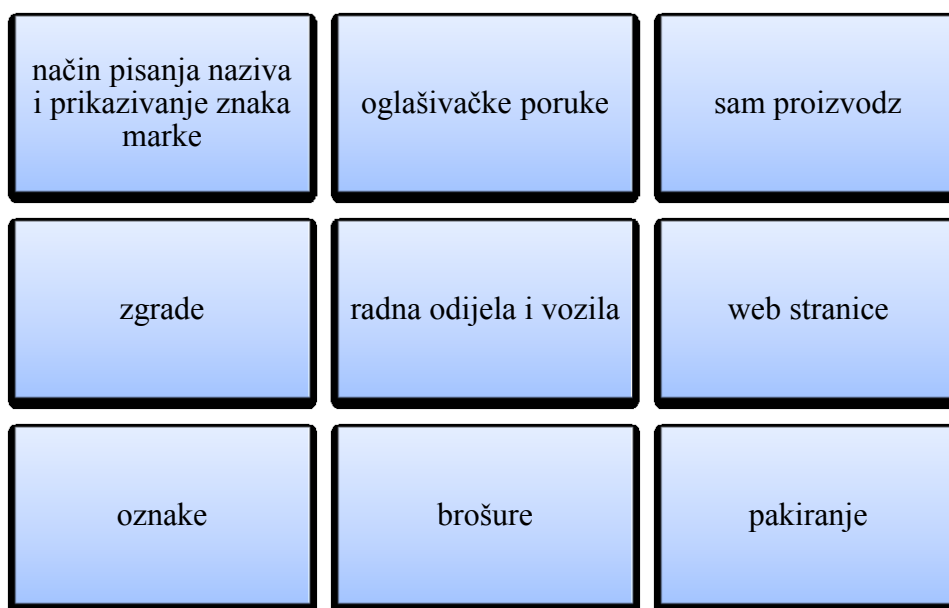 način pisanja naziva
i prikazivanje znaka
marke
oglašivačke poruke
sam proizvodz
zgrade
radna odijela i vozila
web stranice
oznake
brošure
pakiranje